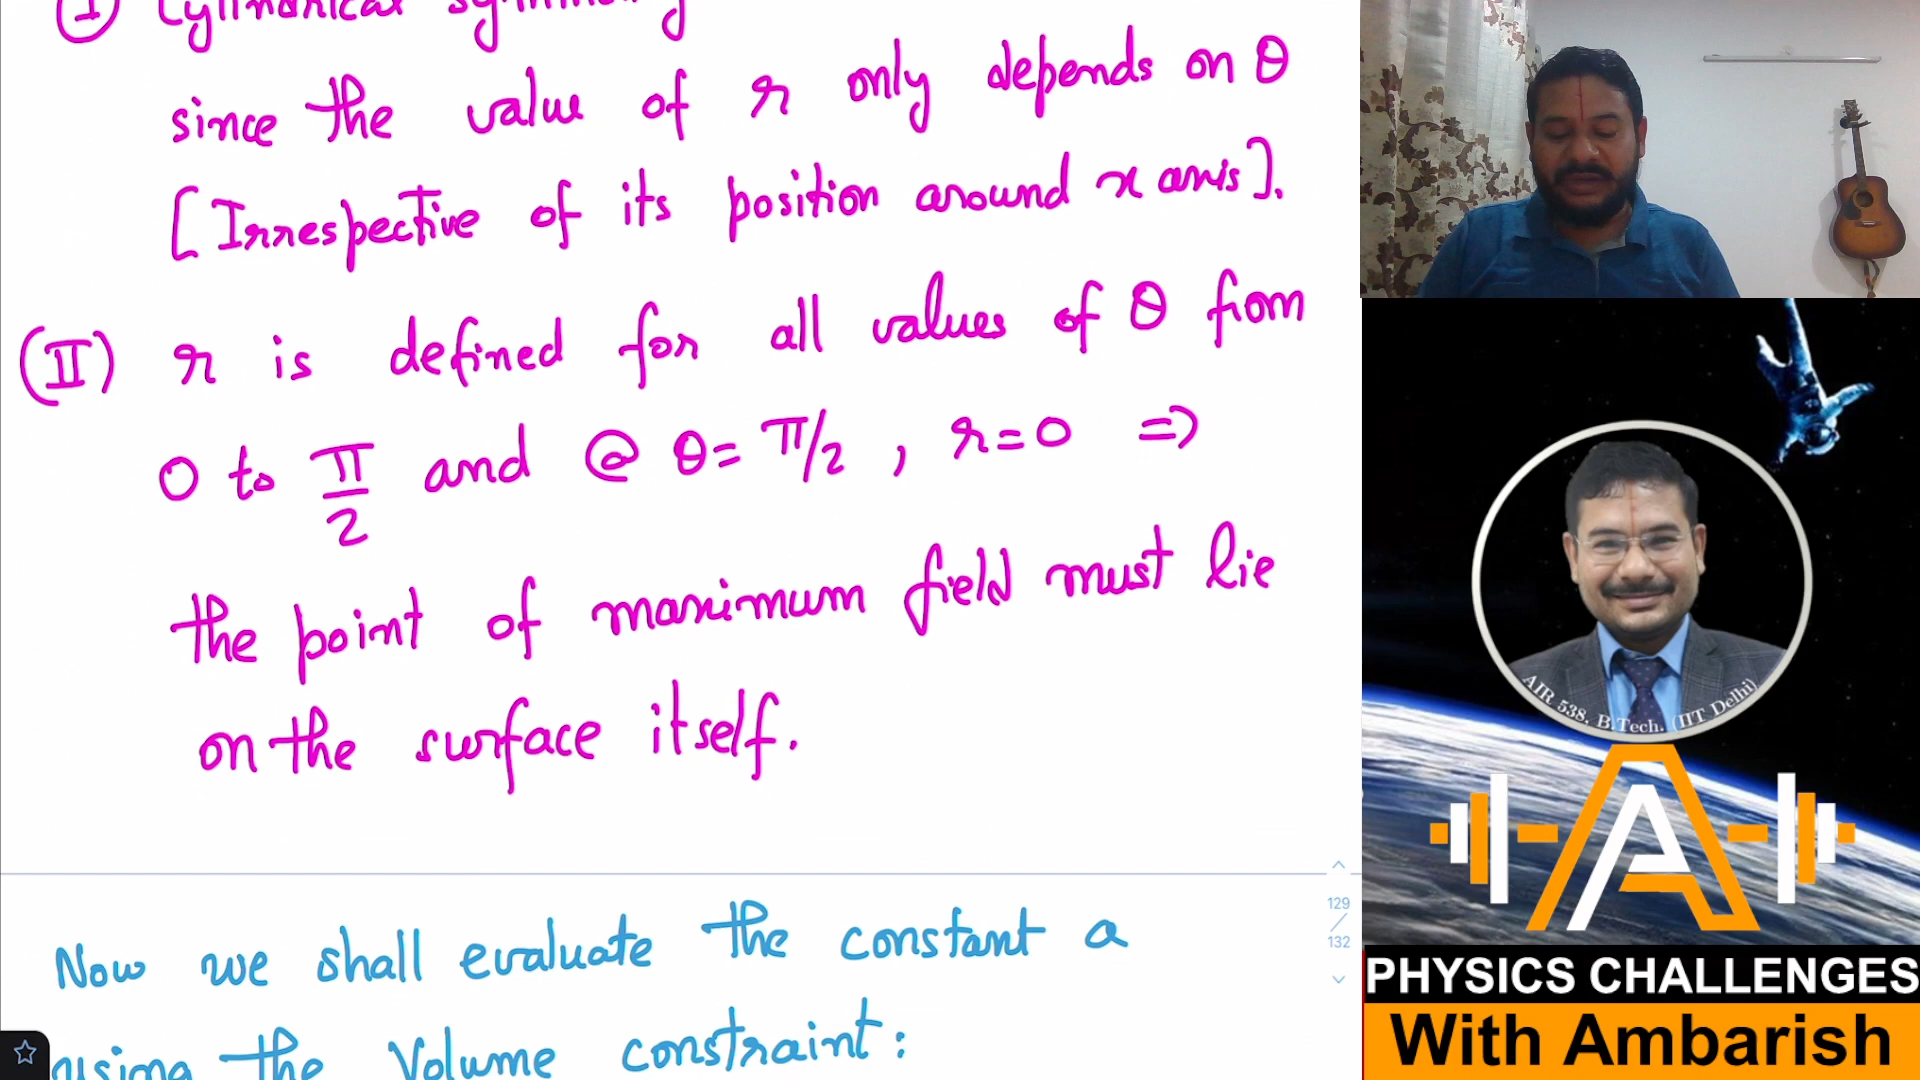 (I) Cylindrical symmetry
since the value of r only depends on θ
[Irrespective of its position around x axis].
(II) r is defined for all values of θ from
0 to π/2 and @ θ = π/2 , r=0 ⇒
the point of maximum field must lie
on the surface itself.
129
/
132
Now we shall evaluate the constant a
using the Volume constraint:
AIR 538, B.Tech. (IIT Delhi)
A
PHYSICS CHALLENGES
With Ambarish